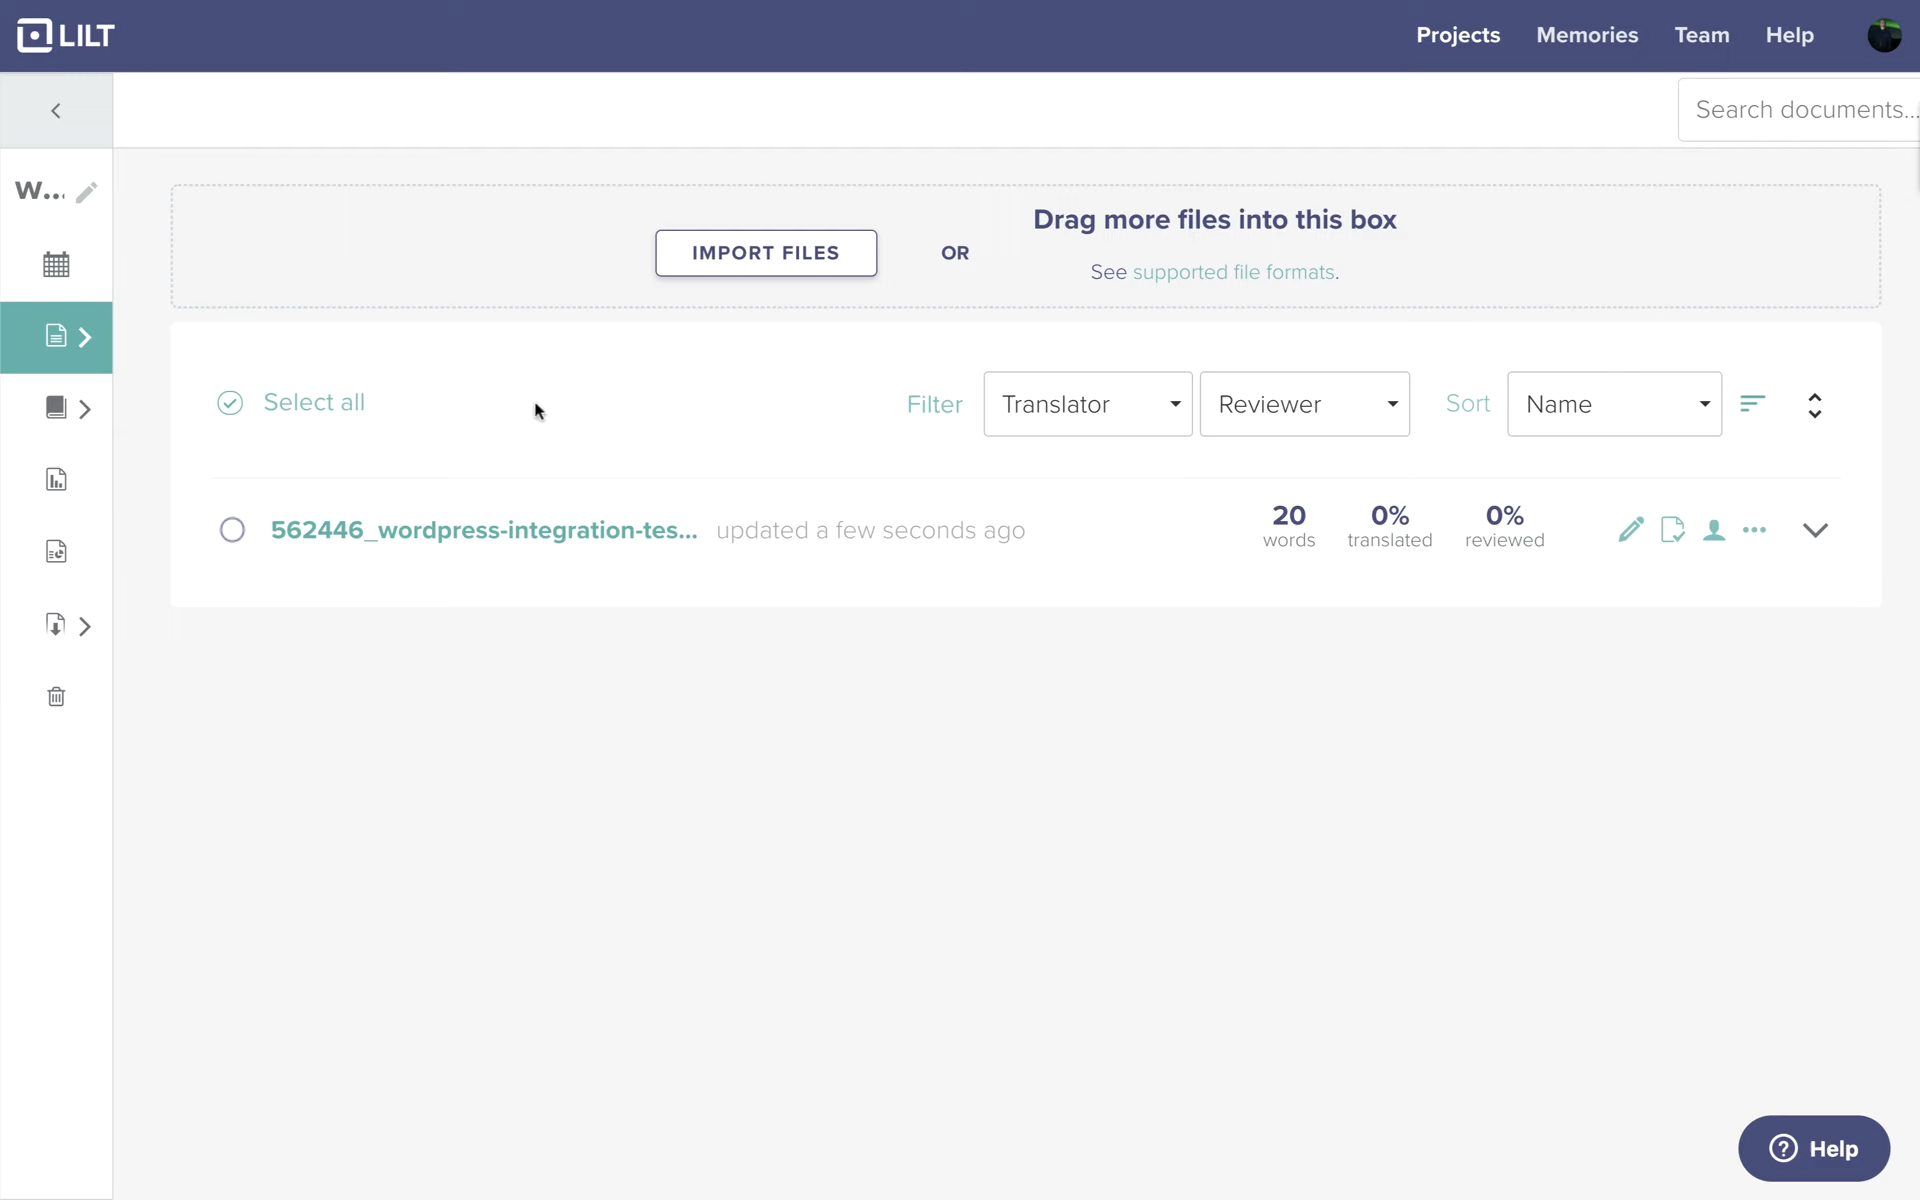 LILT
Projects Memories Team Help
Search documents...
W...
Drag more files into this box
IMPORT FILES OR
See supported file formats.
Select all Filter Translator Reviewer Sort Name
562446_wordpress-integration-tes... updated a few seconds ago 20 words 0% translated 0% reviewed
Help